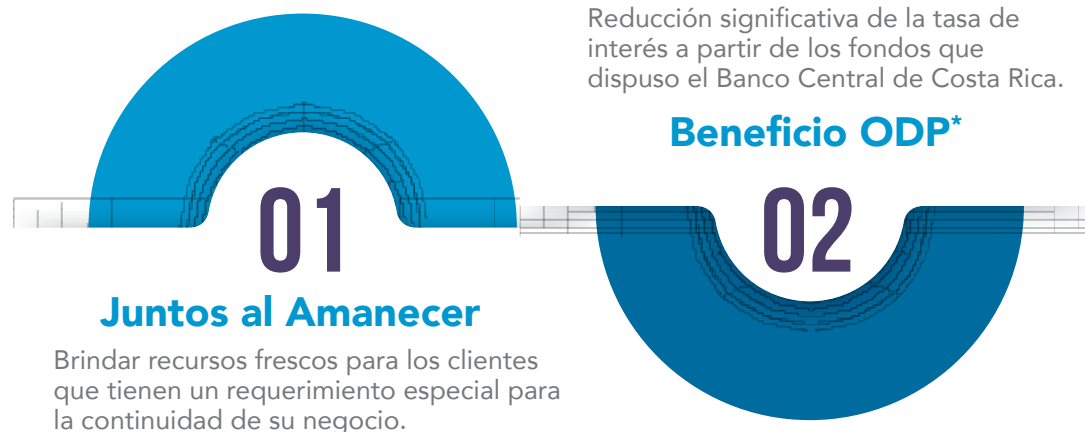 01
Juntos al Amanecer
Brindar recursos frescos para los clientes
que tienen un requerimiento especial para
la continuidad de su negocio.
Reducción significativa de la tasa de
interés a partir de los fondos que
dispuso el Banco Central de Costa Rica.
Beneficio ODP*
02